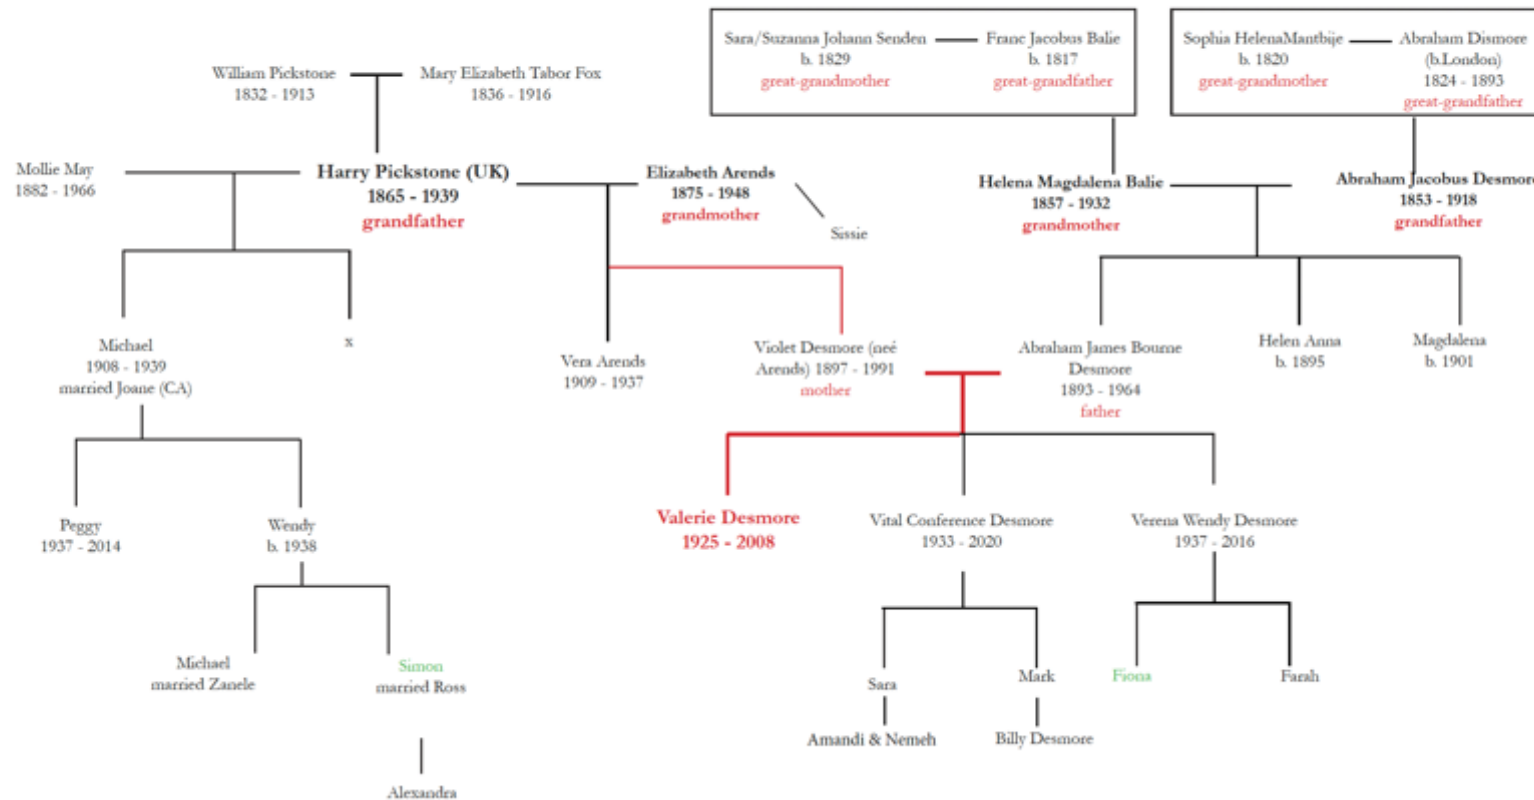 Sara/Suzanna Johann Senden
b. 1829
great-grandmother
Franc Jacobus Balie
b. 1817
great-grandfather
Sophia HelenaMantbije
b. 1820
great-grandmother
Abraham Dismore
(b.London)
1824 - 1893
great-grandfather
William Pickstone
1832 - 1913
Mary Elizabeth Tabor Fox
1836 - 1916
Mollie May
1882 - 1966
Harry Pickstone (UK)
1865 - 1939
grandfather
Elizabeth Arends
1875 - 1948
grandmother
Sissie
Helena Magdalena Balie
1857 - 1932
grandmother
Abraham Jacobus Desmore
1853 - 1918
grandfather
Michael
1908 - 1939
married Joane (CA)
x
Vera Arends
1909 - 1937
Violet Desmore (neé
Arends) 1897 - 1991
mother
Abraham James Bourne
Desmore
1893 - 1964
father
Helen Anna
b. 1895
Magdalena
b. 1901
Peggy
1937 - 2014
Wendy
b. 1938
Valerie Desmore
1925 - 2008
Vital Conference Desmore
1933 - 2020
Verena Wendy Desmore
1937 - 2016
Michael
married Zanele
Simon
married Ross
Sara
Mark
Fiona
Farah
Amandi & Nemeh
Billy Desmore
Alexandra